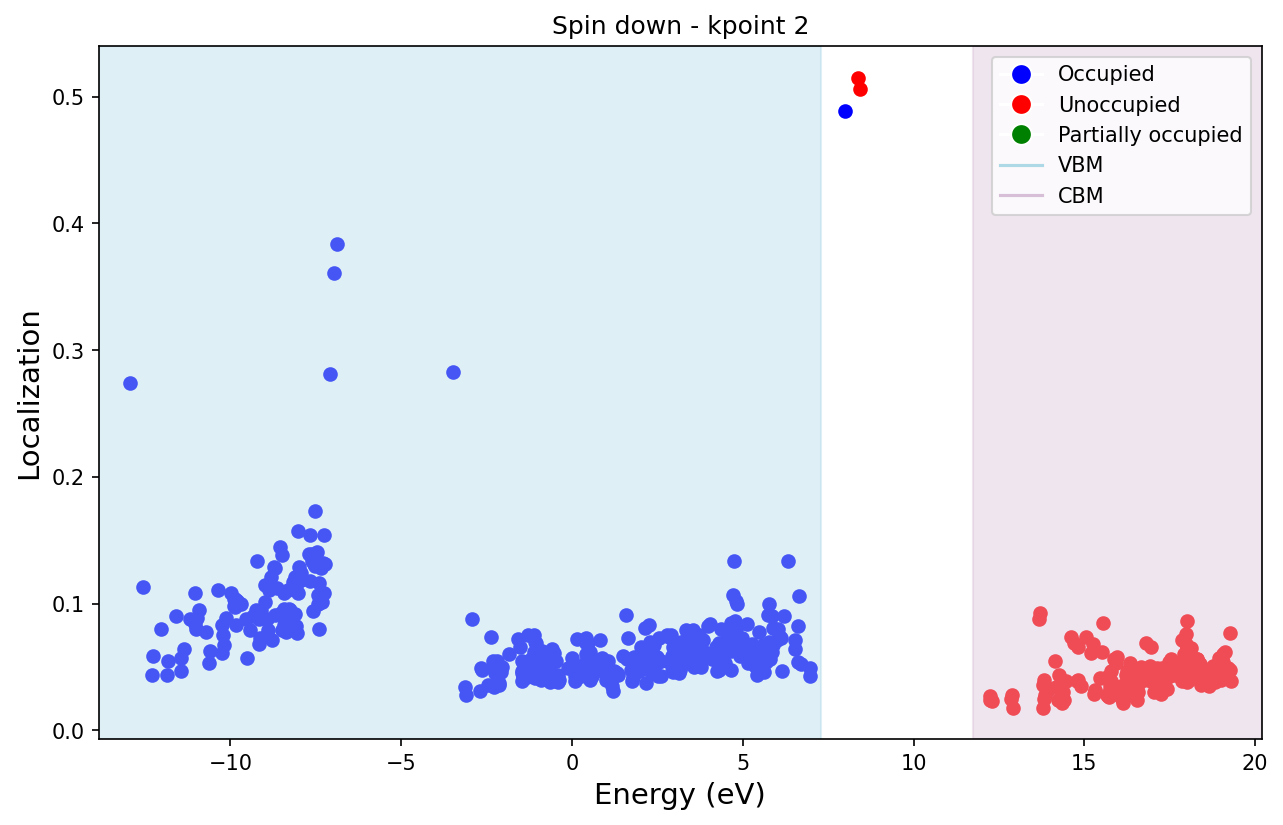 Spin down - kpoint 2
Localization
0.5
0.4
0.3
0.2
0.1
0.0
Occupied
Unoccupied
Partially occupied
VBM
CBM
−10
−5
0
5
10
15
20
Energy (eV)